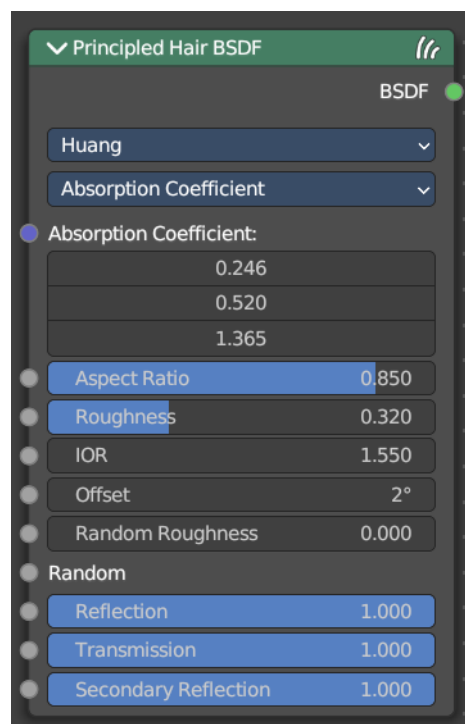 Principled Hair BSDF
BSDF
Huang
Absorption Coefficient
Absorption Coefficient:
0.246
0.520
1.365
Aspect Ratio 0.850
Roughness 0.320
IOR 1.550
Offset 2°
Random Roughness 0.000
Random
Reflection 1.000
Transmission 1.000
Secondary Reflection 1.000